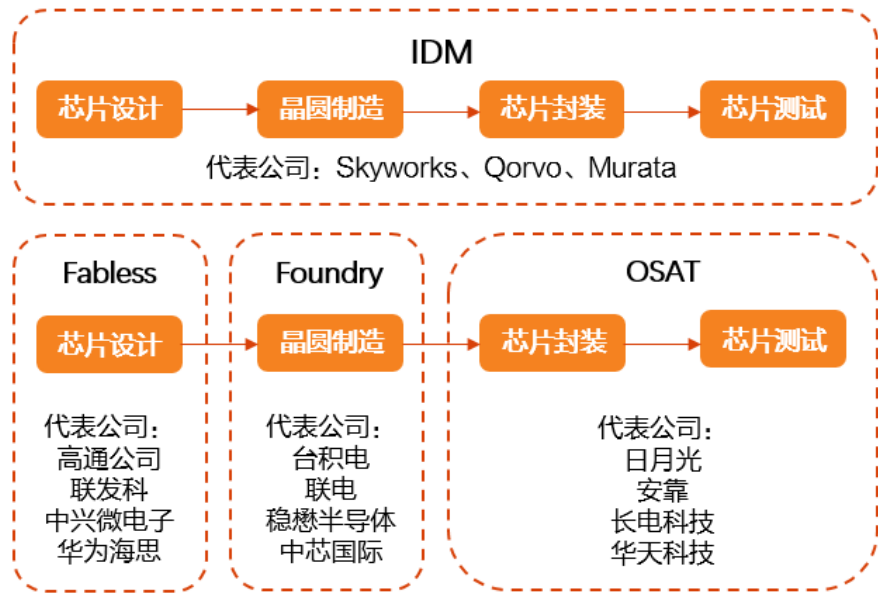 IDM
芯片设计
晶圆制造
芯片封装
芯片测试
代表公司：Skyworks、Qorvo、Murata
Fabless
芯片设计
代表公司：
高通公司
联发科
中兴微电子
华为海思
Foundry
晶圆制造
代表公司：
台积电
联电
稳懋半导体
中芯国际
OSAT
芯片封装
芯片测试
代表公司：
日月光
安靠
长电科技
华天科技